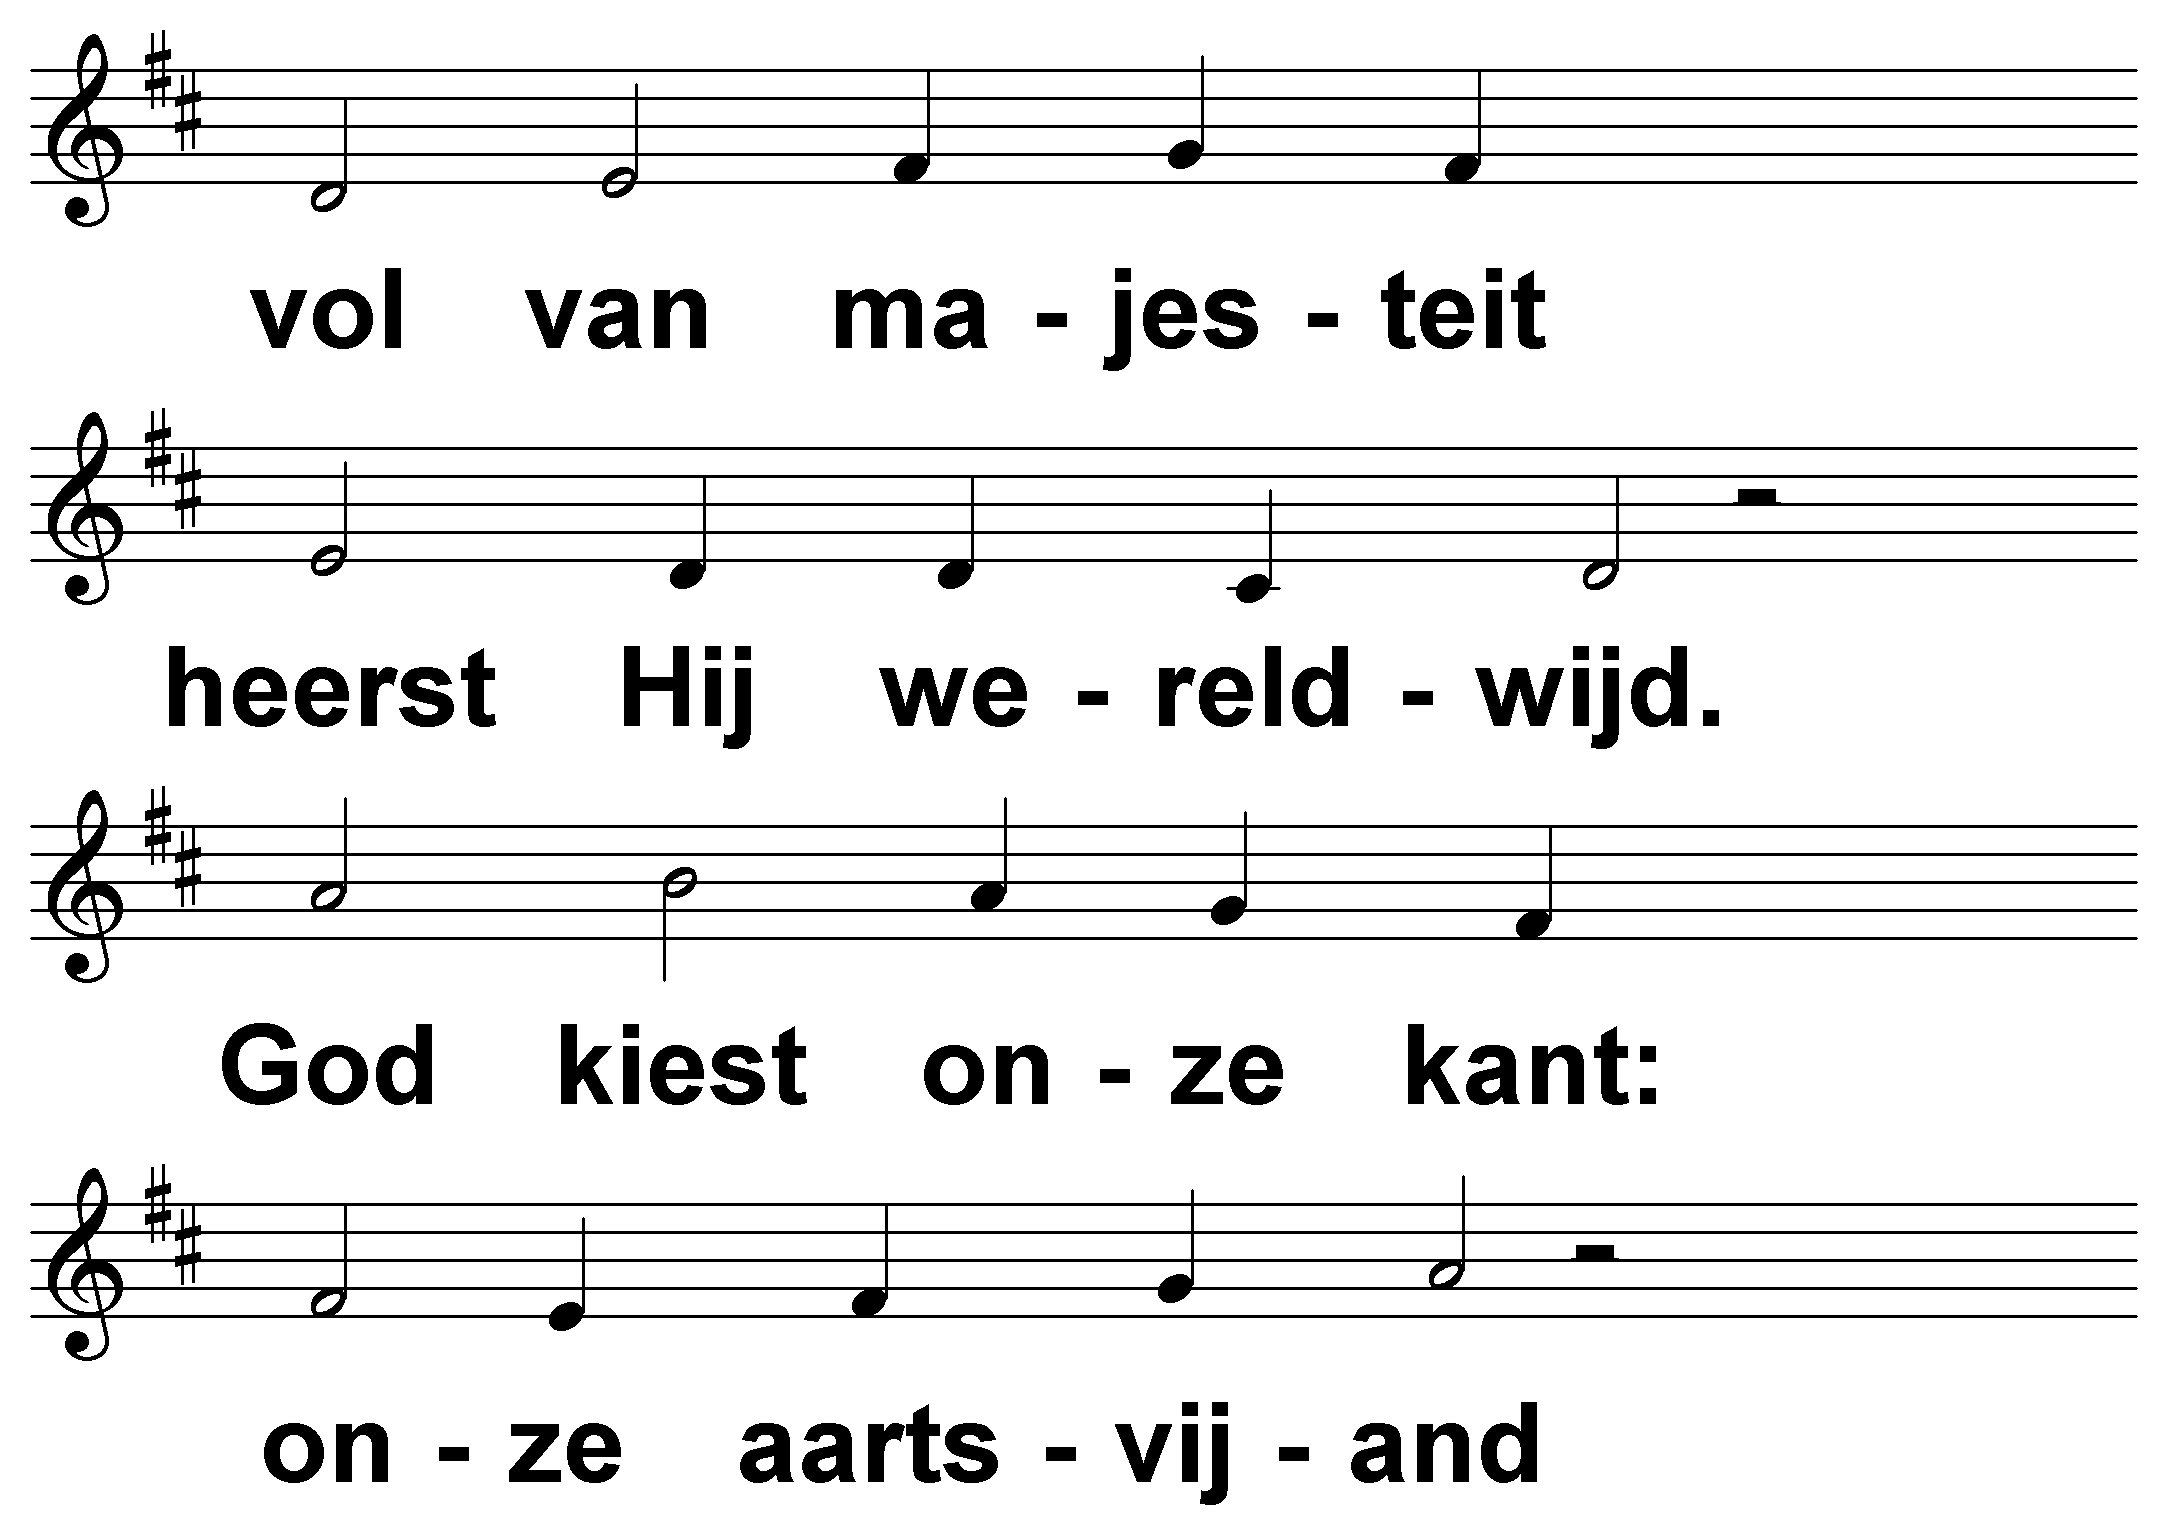 vol van ma - jes - teit
heerst Hij we - reld - wijd.
God kiest on - ze kant:
on - ze aarts - vij - and